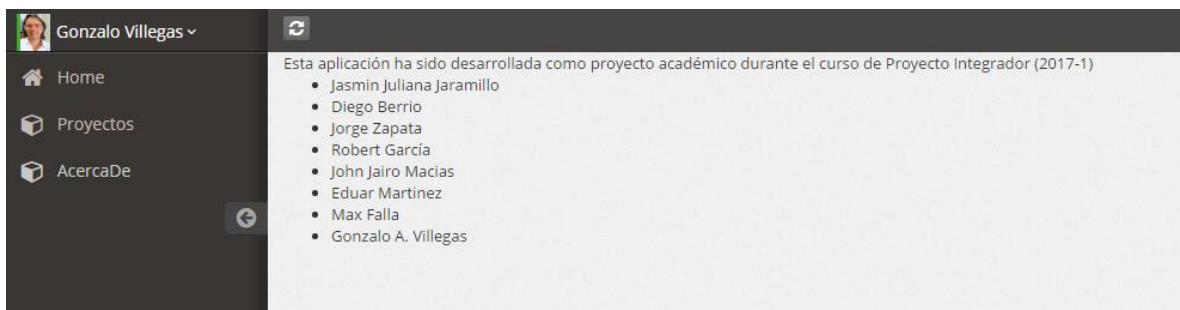 Gonzalo Villegas
Home
Proyectos
AcercaDe
Esta aplicación ha sido desarrollada como proyecto académico durante el curso de Proyecto Integrador (2017-1)
Jasmin Juliana Jaramillo
Diego Berrio
Jorge Zapata
Robert García
John Jairo Macias
Eduar Martinez
Max Falla
Gonzalo A. Villegas